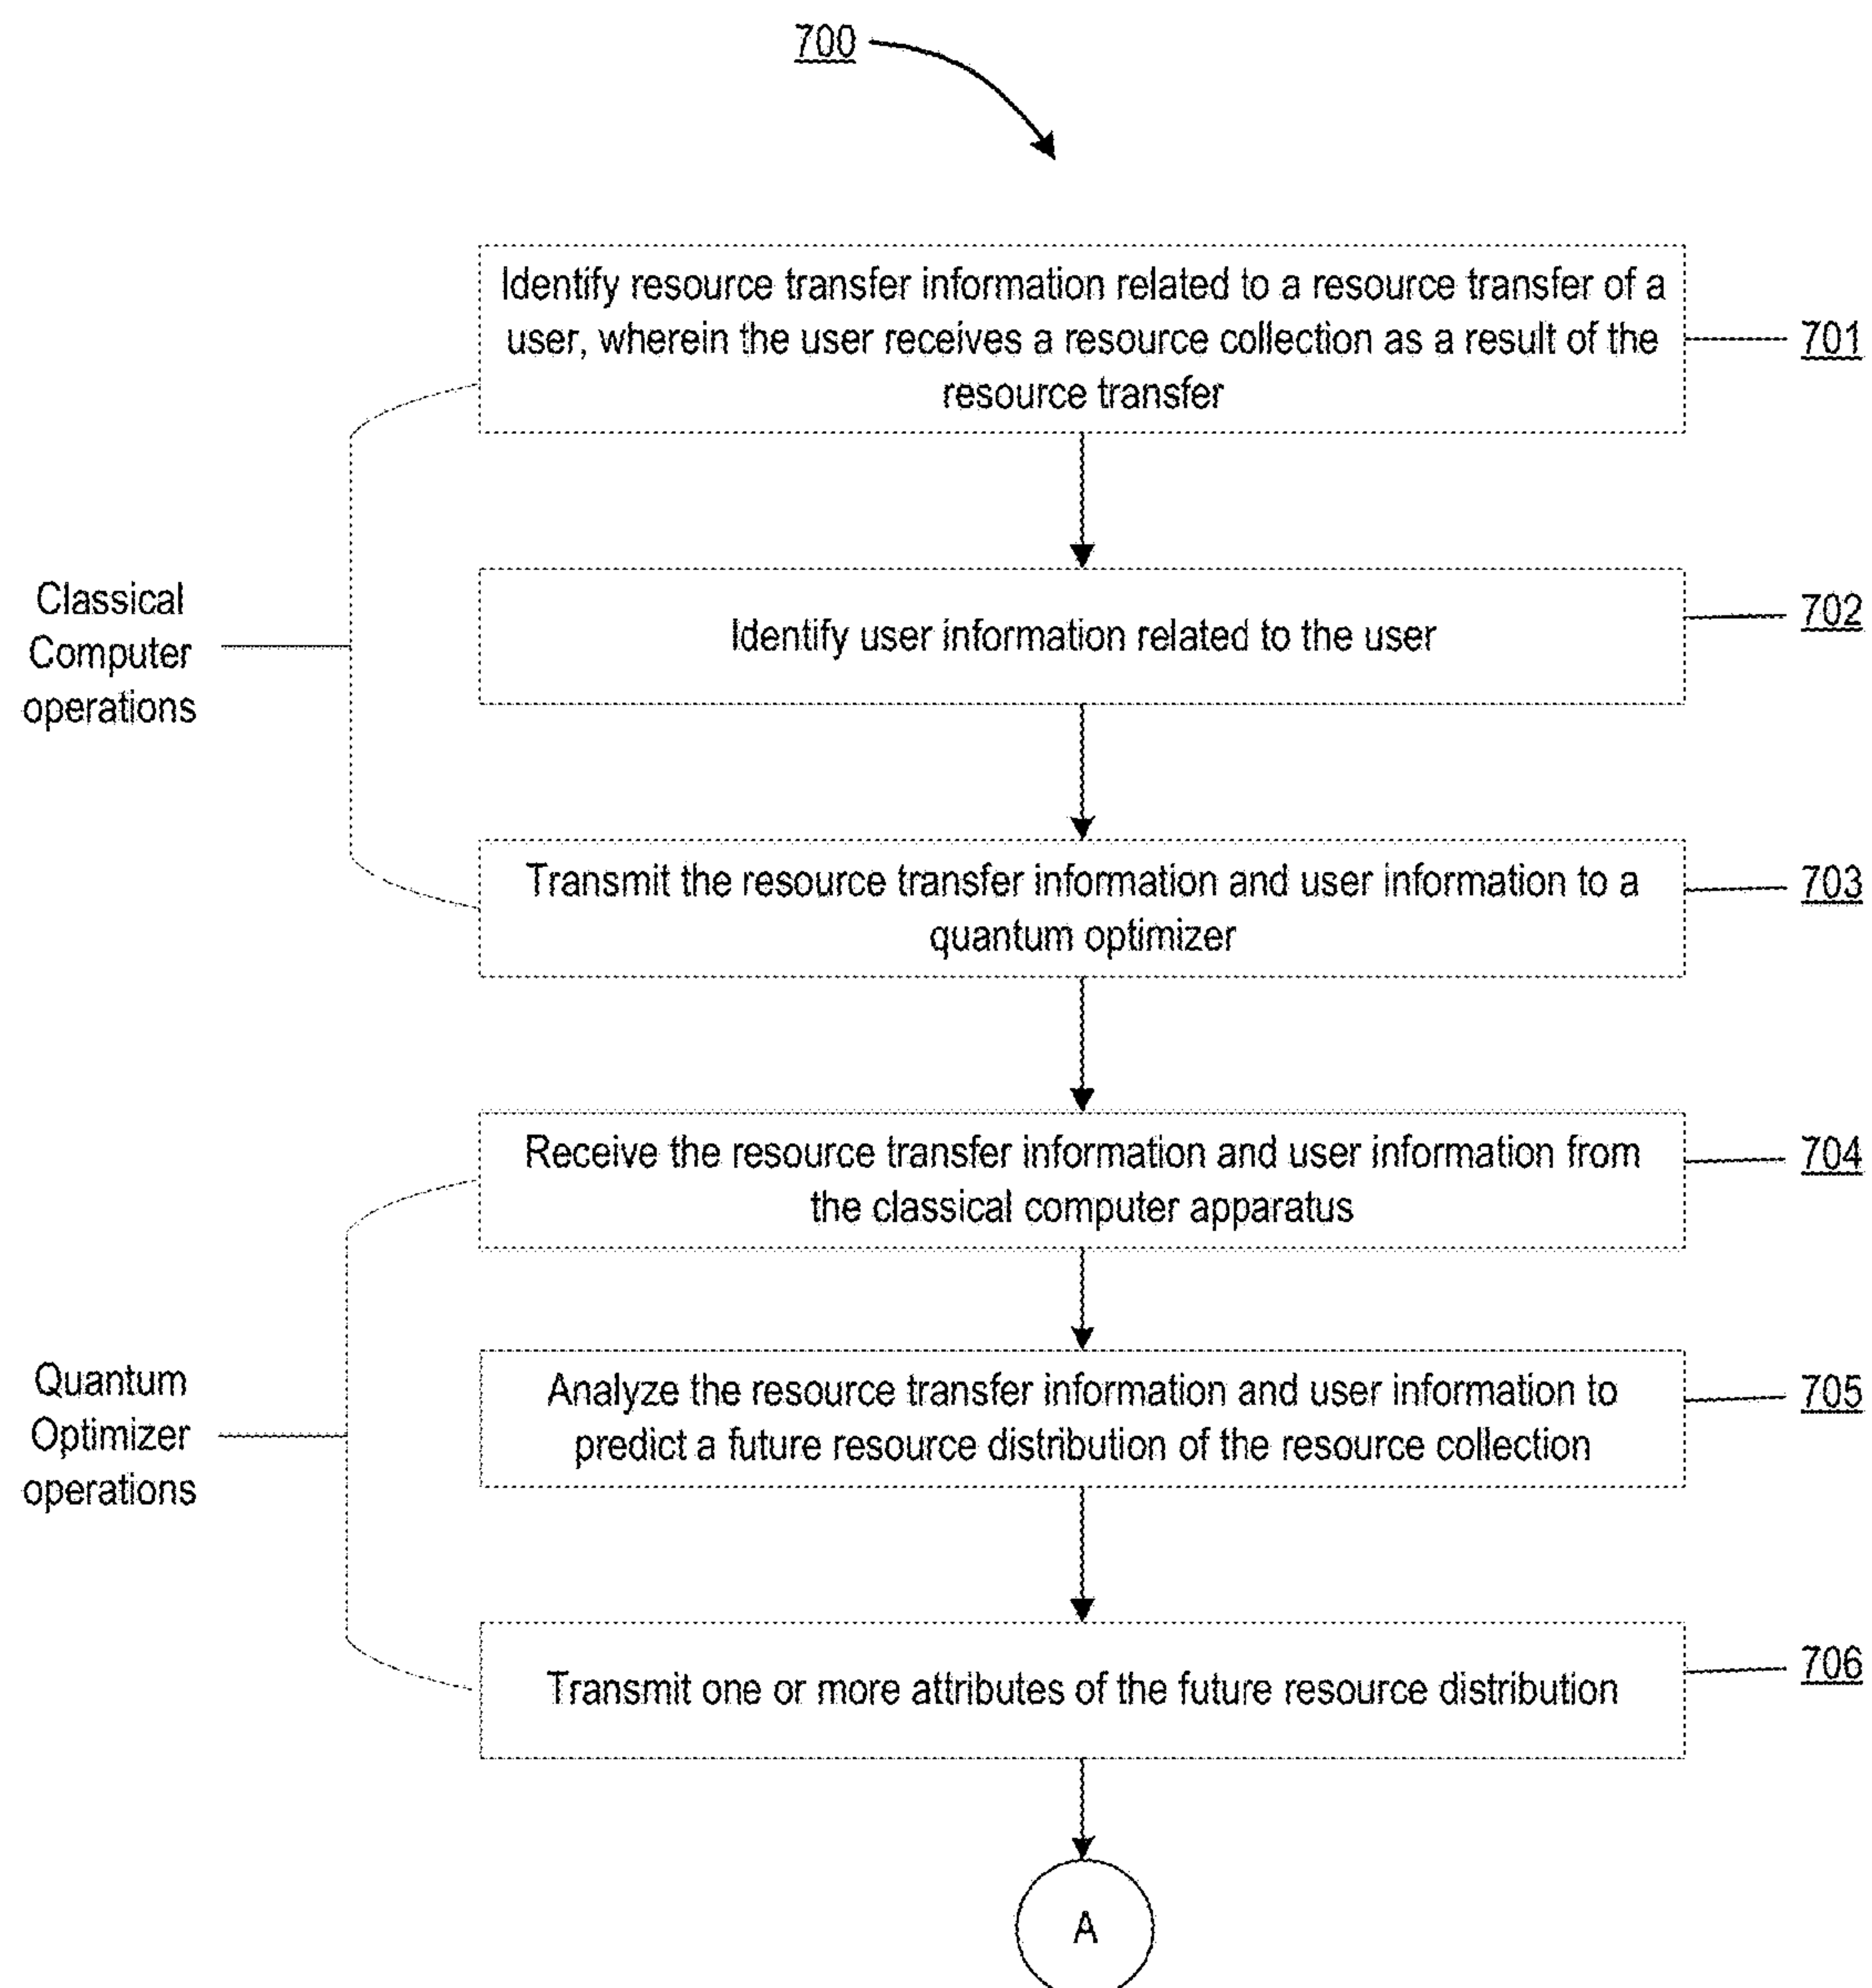 700
Identify resource transfer information related to a resource transfer of a
user, wherein the user receives a resource collection as a result of the
resource transfer
701
Identify user information related to the user
702
Classical
Computer
operations
Transmit the resource transfer information and user information to a
quantum optimizer
703
Receive the resource transfer information and user information from
the classical computer apparatus
704
Analyze the resource transfer information and user information to
predict a future resource distribution of the resource collection
705
Quantum
Optimizer
operations
Transmit one or more attributes of the future resource distribution
706
A